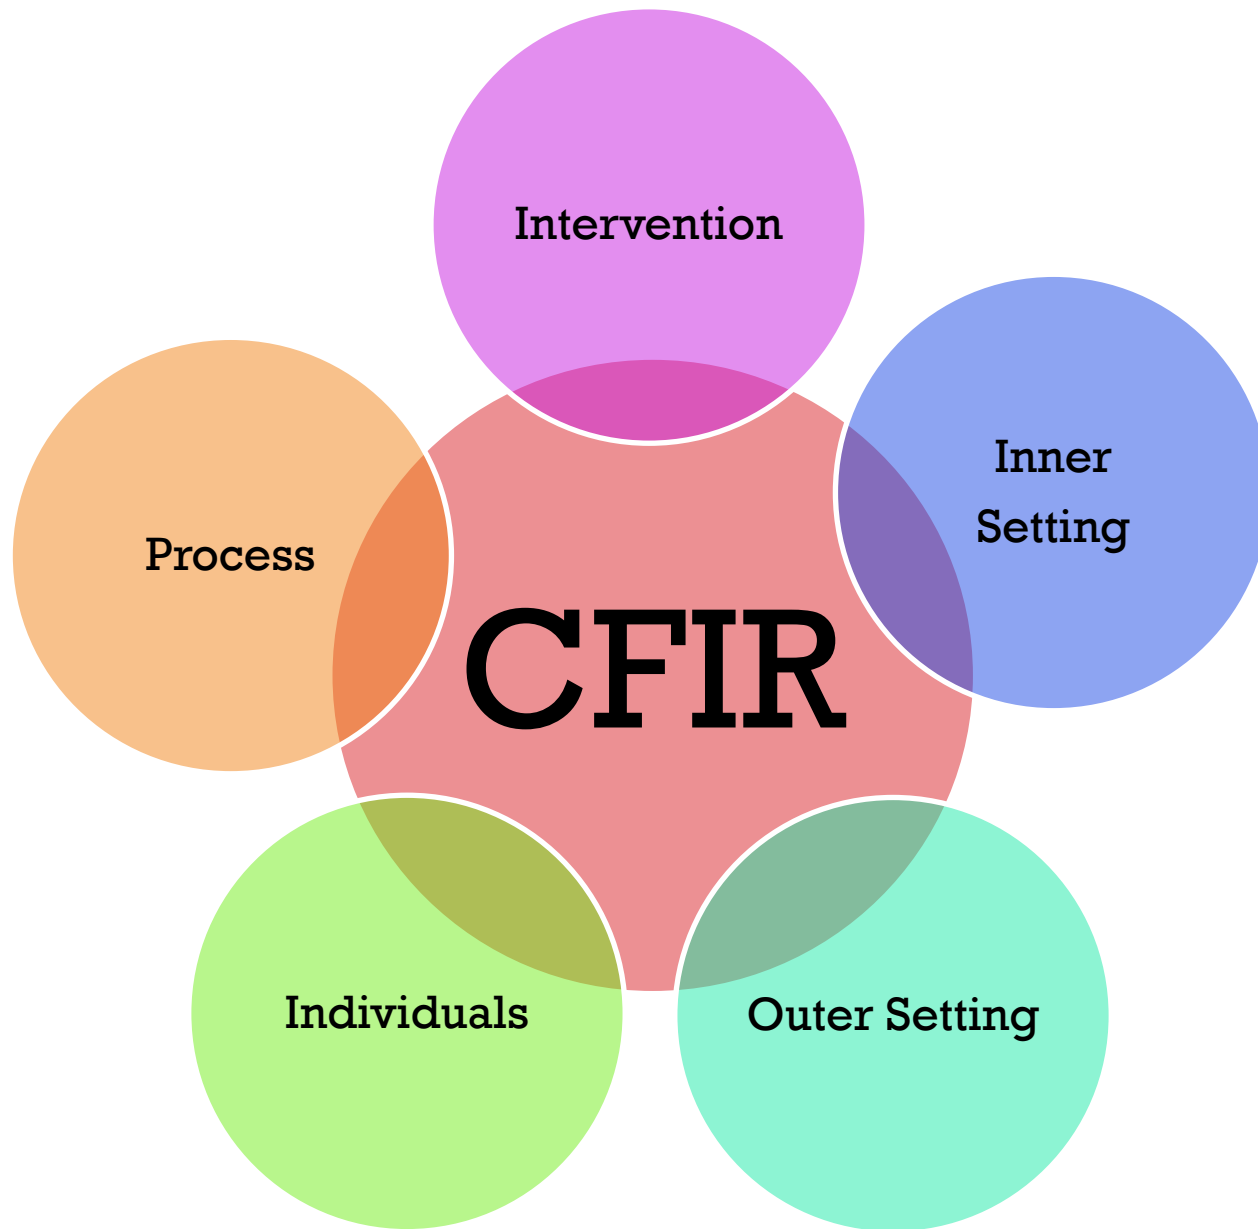 Intervention
Inner
Setting
Process
CFIR
Individuals
Outer Setting